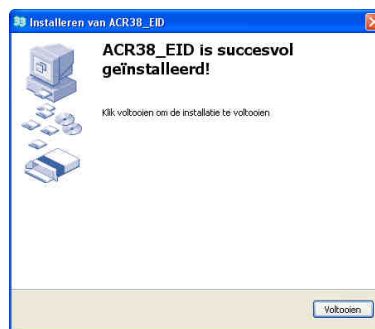 Installeren van ACR38_EID
ACR38_EID is succesvol
geïnstalleerd!
Klik voltooien om de installatie te voltooien
Voltooien